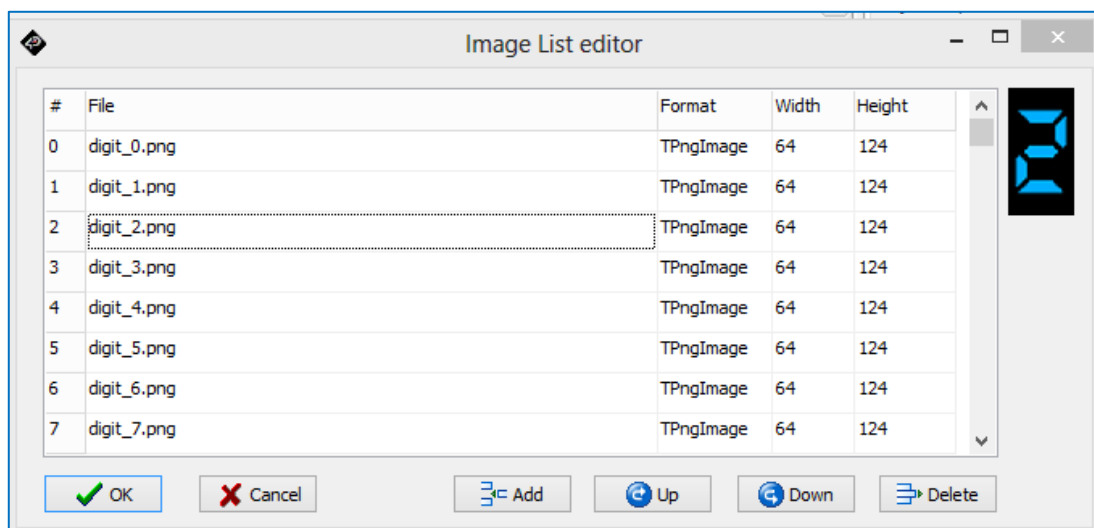 Image List editor
# File Format Width Height
0 digit_0.png TPngImage 64 124
1 digit_1.png TPngImage 64 124
2 digit_2.png TPngImage 64 124
3 digit_3.png TPngImage 64 124
4 digit_4.png TPngImage 64 124
5 digit_5.png TPngImage 64 124
6 digit_6.png TPngImage 64 124
7 digit_7.png TPngImage 64 124
2
OK Cancel Add Up Down Delete